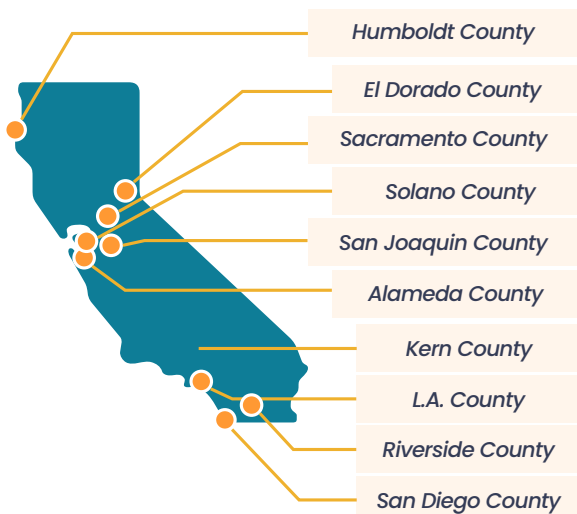 Humboldt County
El Dorado County
Sacramento County
Solano County
San Joaquin County
Alameda County
Kern County
L.A. County
Riverside County
San Diego County